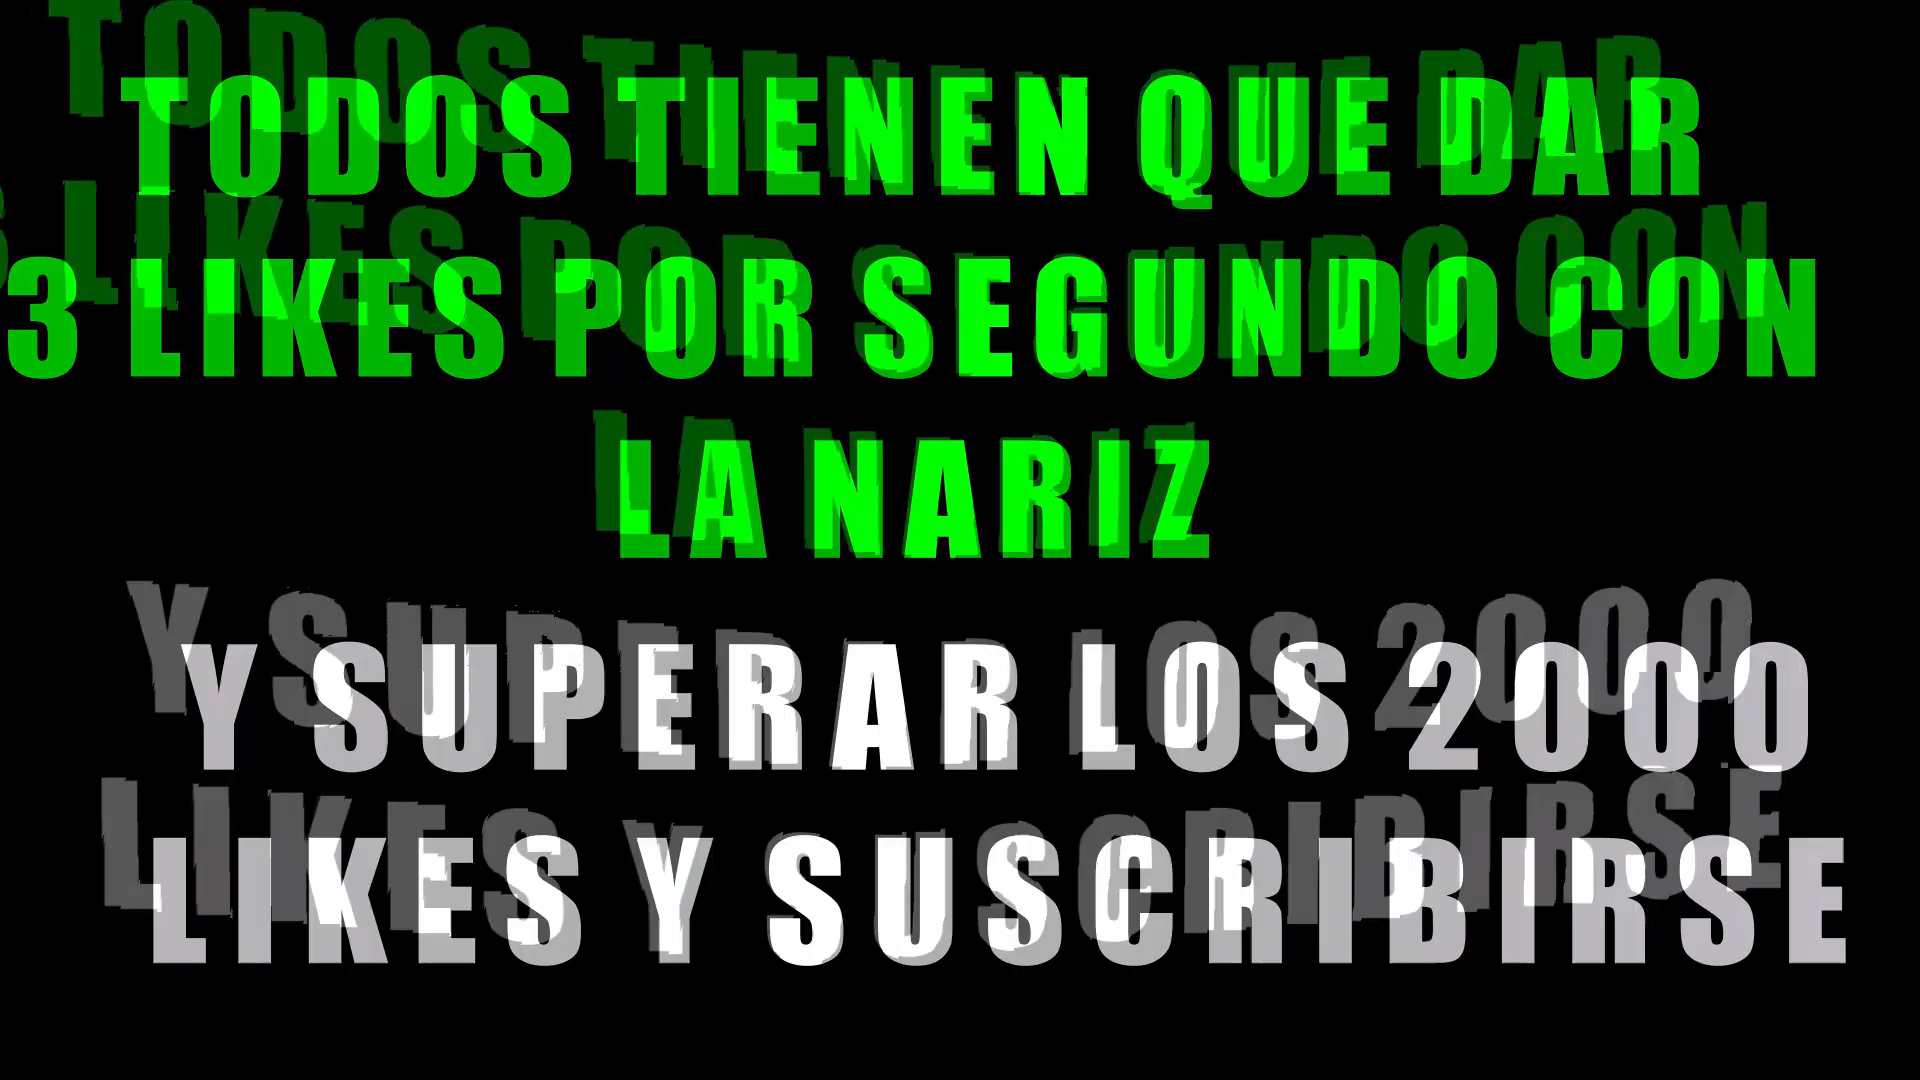 TODOS TIENEN QUE DAR
3 LIKES POR SEGUNDO CON
LA NARIZ
Y SUPERAR LOS 2000
LIKES Y SUSCRIBIRSE